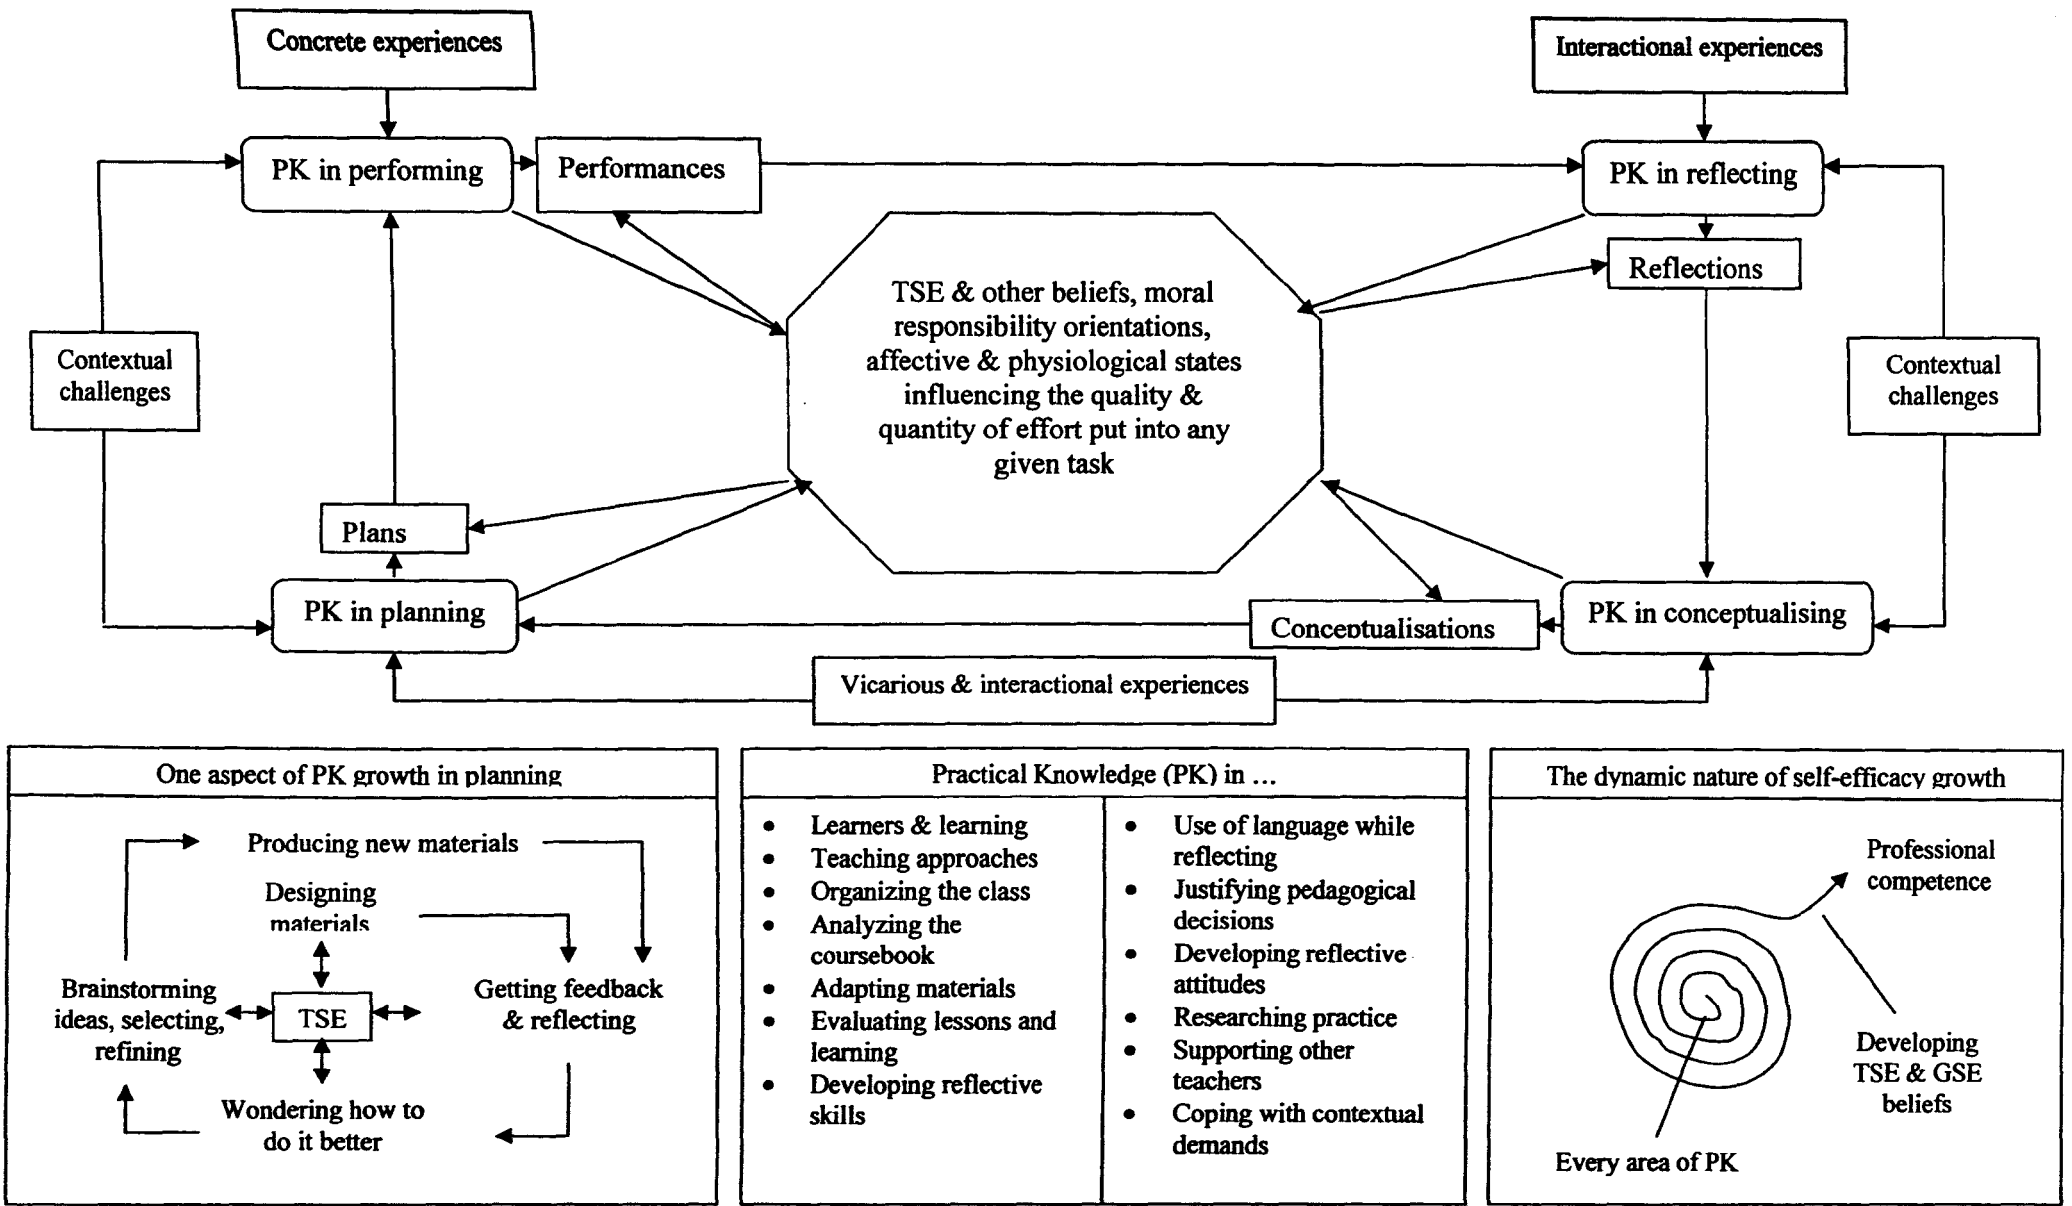 Concrete experiences
Interactional experiences
PK in performing
Performances
PK in reflecting
Reflections
TSE & other beliefs, moral
responsibility orientations,
affective & physiological states
influencing the quality &
quantity of effort put into any
given task
Contextual
challenges
Contextual
challenges
Plans
PK in planning
Conceptualisations
PK in conceptualising
Vicarious & interactional experiences
One aspect of PK growth in planning
Producing new materials
Designing
materials
Brainstorming
ideas, selecting,
refining
TSE
Getting feedback
& reflecting
Wondering how to
do it better
Practical Knowledge (PK) in ...
• Learners & learning
• Teaching approaches
• Organizing the class
• Analyzing the
coursebook
• Adapting materials
• Evaluating lessons and
learning
• Developing reflective
skills
• Use of language while
reflecting
• Justifying pedagogical
decisions
• Developing reflective
attitudes
• Researching practice
• Supporting other
teachers
• Coping with contextual
demands
The dynamic nature of self-efficacy growth
Professional
competence
Developing
TSE & GSE
beliefs
Every area of PK